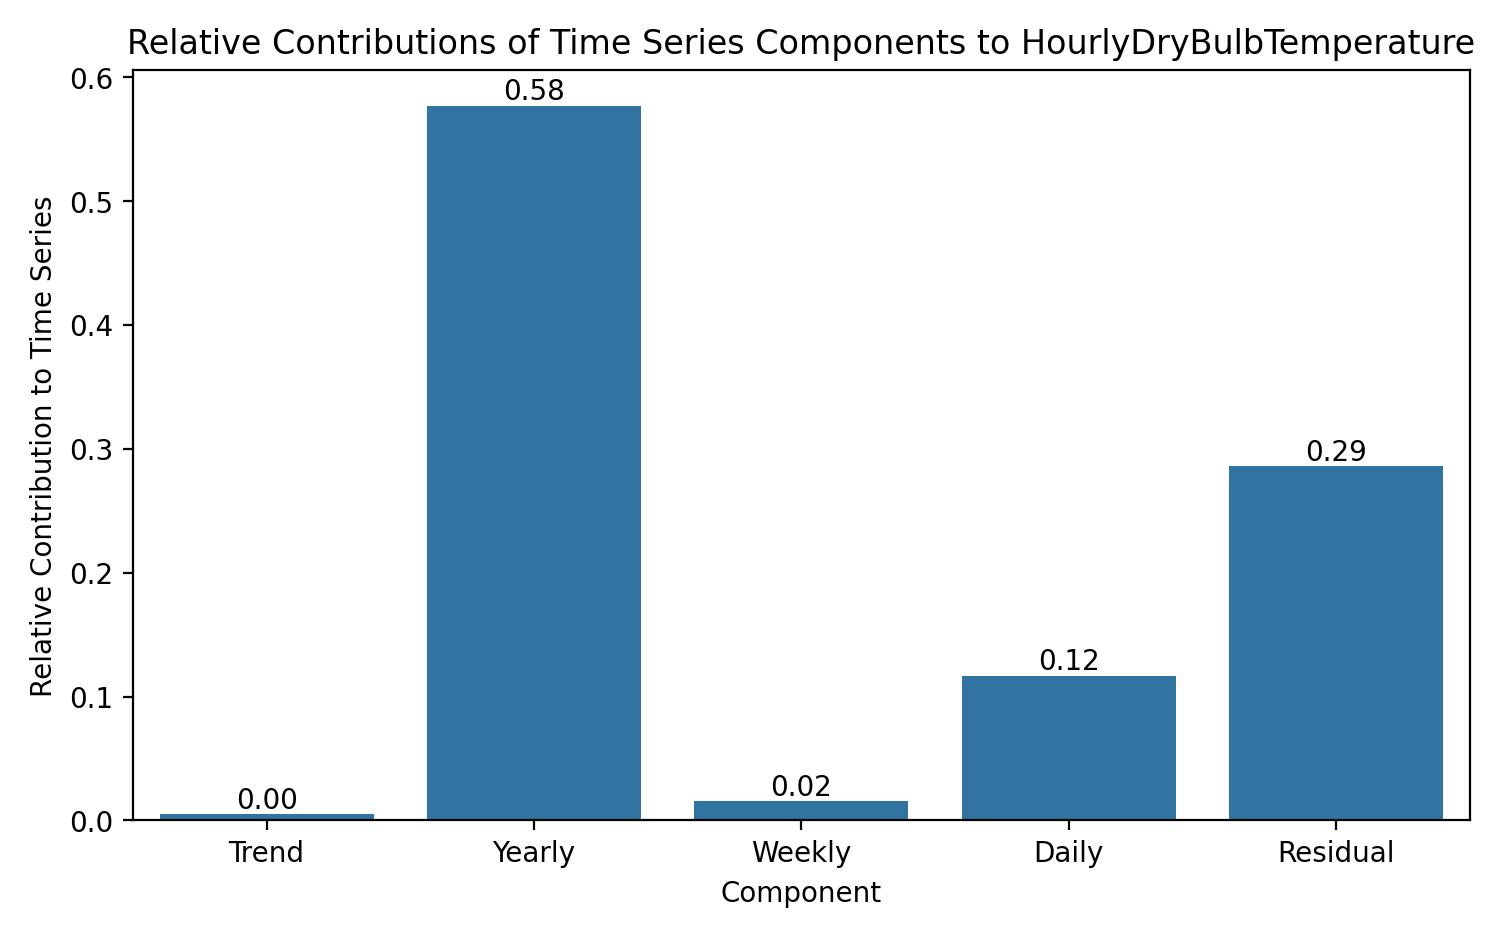 Relative Contributions of Time Series Components to HourlyDryBulbTemperature
Relative Contribution to Time Series
0.6
0.5
0.4
0.3
0.2
0.1
0.0
0.00
0.58
0.02
0.12
0.29
Trend
Yearly
Weekly
Daily
Residual
Component